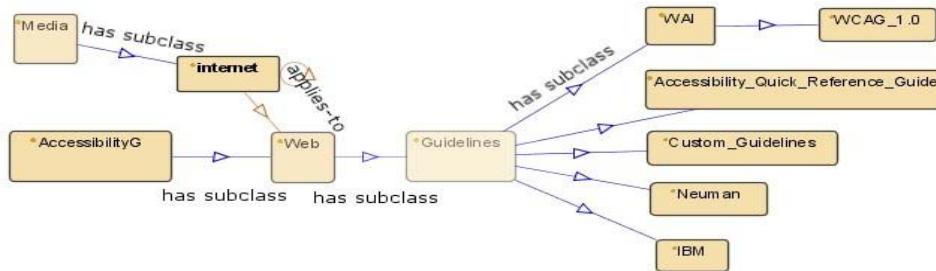 Media
has subclass
internet
applies-to
AccessibilityG
has subclass
Web
has subclass
Guidelines
has subclass
WAI
WCAG_1.0
Accessibility_Quick_Reference_Guide
Custom_Guidelines
Neuman
IBM